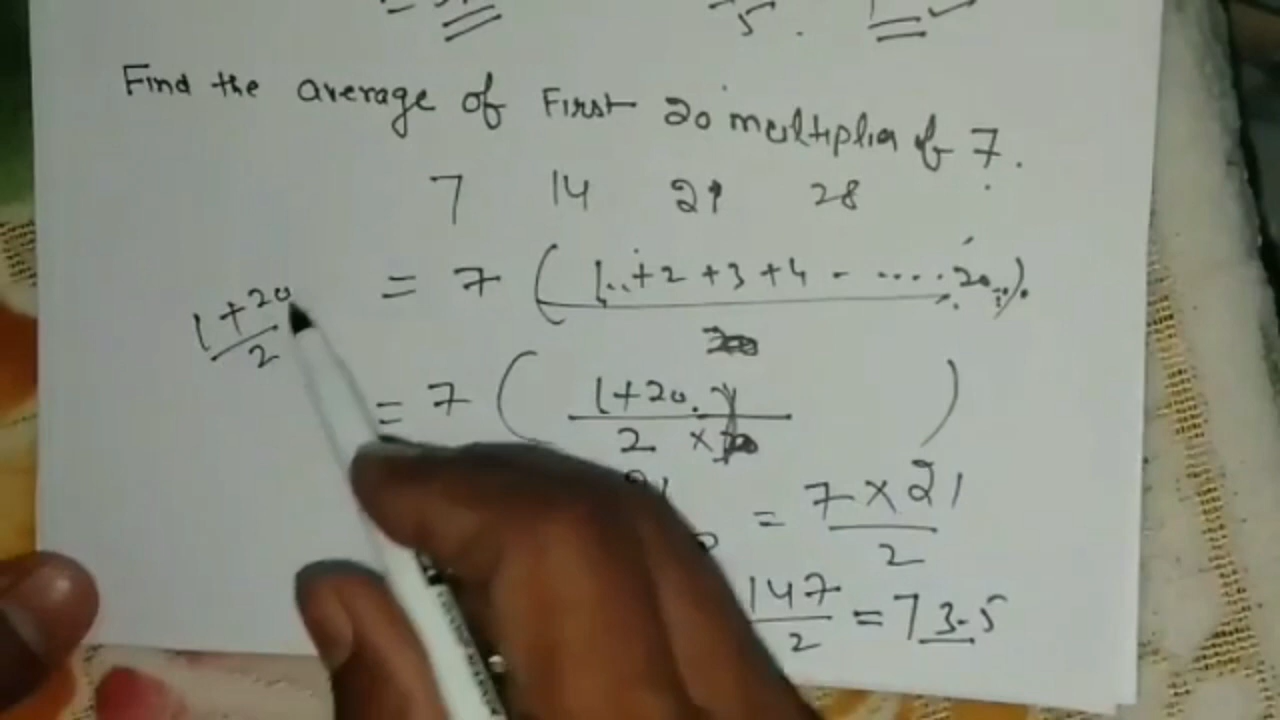 Find the average of First 20 multiplier of 7.
7 14 21 28
= 7 ( 1..+2+3+4 - .....20..).
1+20
2
= 7 ( 1+20.
2 × )
= 7×21
2
147 = 73.5
2